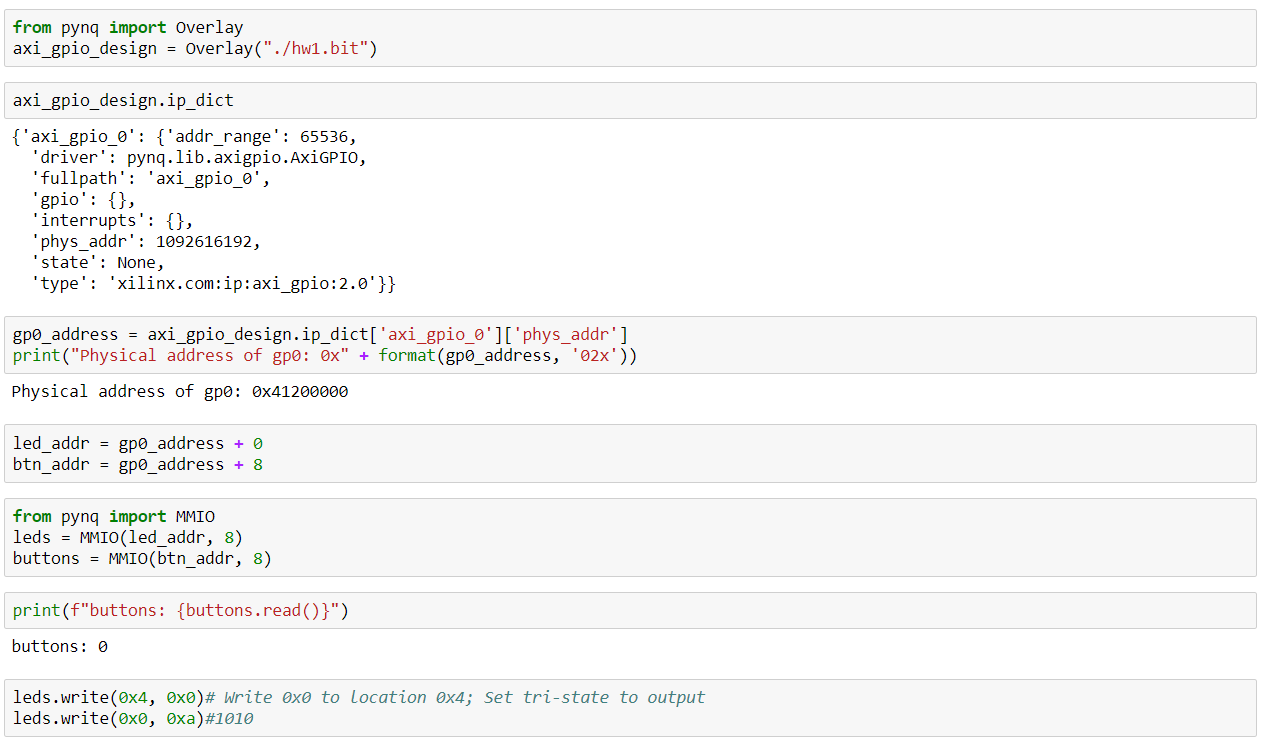 from pynq import Overlay
axi_gpio_design = Overlay("./hw1.bit")
axi_gpio_design.ip_dict
{'axi_gpio_0': {'addr_range': 65536,
'driver': pynq.lib.axigpio.AxiGPIO,
'fullpath': 'axi_gpio_0',
'gpio': {},
'interrupts': {},
'phys_addr': 1092616192,
'state': None,
'type': 'xilinx.com:ip:axi_gpio:2.0'}}
gp0_address = axi_gpio_design.ip_dict['axi_gpio_0']['phys_addr']
print("Physical address of gp0: 0x" + format(gp0_address, '02x'))
Physical address of gp0: 0x41200000
led_addr = gp0_address + 0
btn_addr = gp0_address + 8
from pynq import MMIO
leds = MMIO(led_addr, 8)
buttons = MMIO(btn_addr, 8)
print(f"buttons: {buttons.read()}")
buttons: 0
leds.write(0x4, 0x0)# Write 0x0 to location 0x4; Set tri-state to output
leds.write(0x0, 0xa)#1010